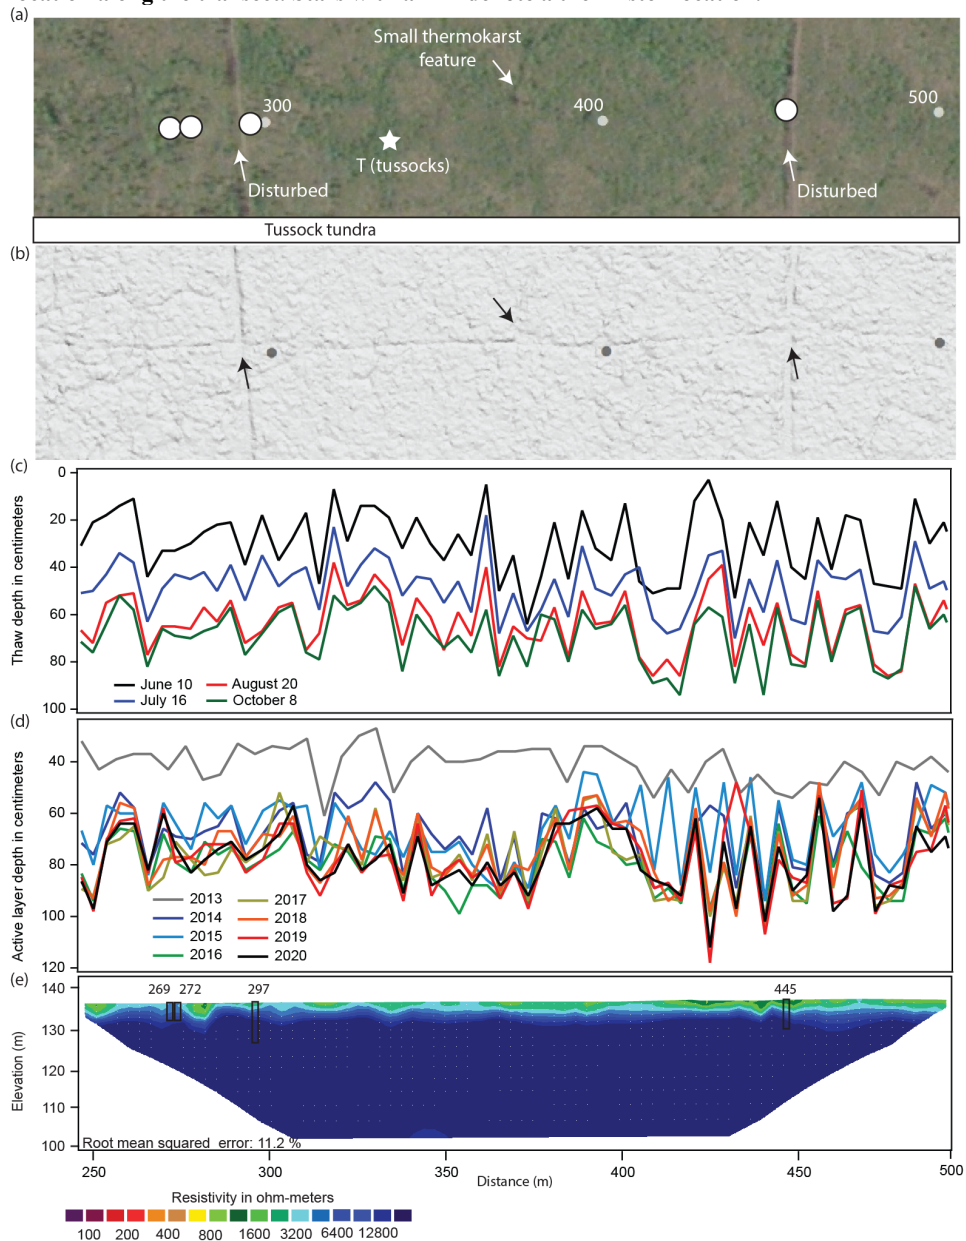 (a)
Small thermokarst
feature
300
400
500
T (tussocks)
Disturbed
Disturbed
Tussock tundra
(b)
(c)
0
20
40
60
80
100
Thaw depth in centimeters
June 10
August 20
July 16
October 8
(d)
40
60
80
100
120
Active layer depth in centimeters
2013
2017
2014
2018
2015
2019
2016
2020
(e)
269
272
297
445
140
130
120
110
100
Elevation (m)
Root mean squared error: 11.2 %
250
300
350
400
450
500
Distance (m)
Resistivity in ohm-meters
100 200 400 800 1600 3200 6400 12800